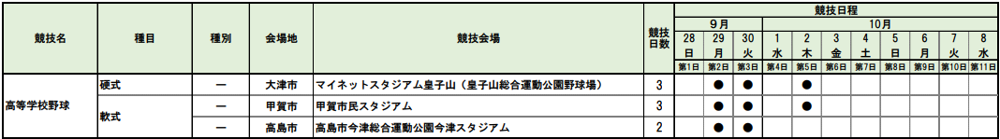 競技名 種目 種別 会場地 競技会場 競技日数 競技日程
9月 10月
28 29 30 1 2 3 4 5 6 7 8
日 月 火 水 木 金 土 日 月 火 水
第1日 第2日 第3日 第4日 第5日 第6日 第7日 第8日 第9日 第10日 第11日
高等学校野球 硬式 ― 大津市 マイネットスタジアム皇子山（皇子山総合運動公園野球場） 3 ● ● ●
軟式 ― 甲賀市 甲賀市民スタジアム 3 ● ● ●
― 高島市 高島市今津総合運動公園今津スタジアム 2 ● ●